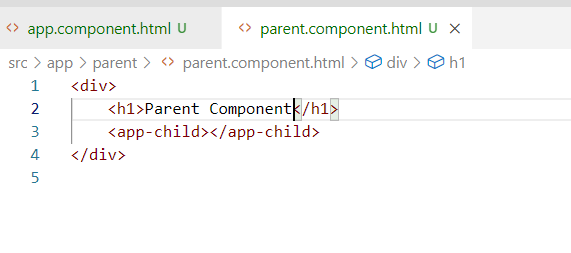 <> app.component.html U <> parent.component.html U ×
src > app > parent > <> parent.component.html > div > h1
1 <div>
2     <h1>Parent Component</h1>
3     <app-child></app-child>
4 </div>
5